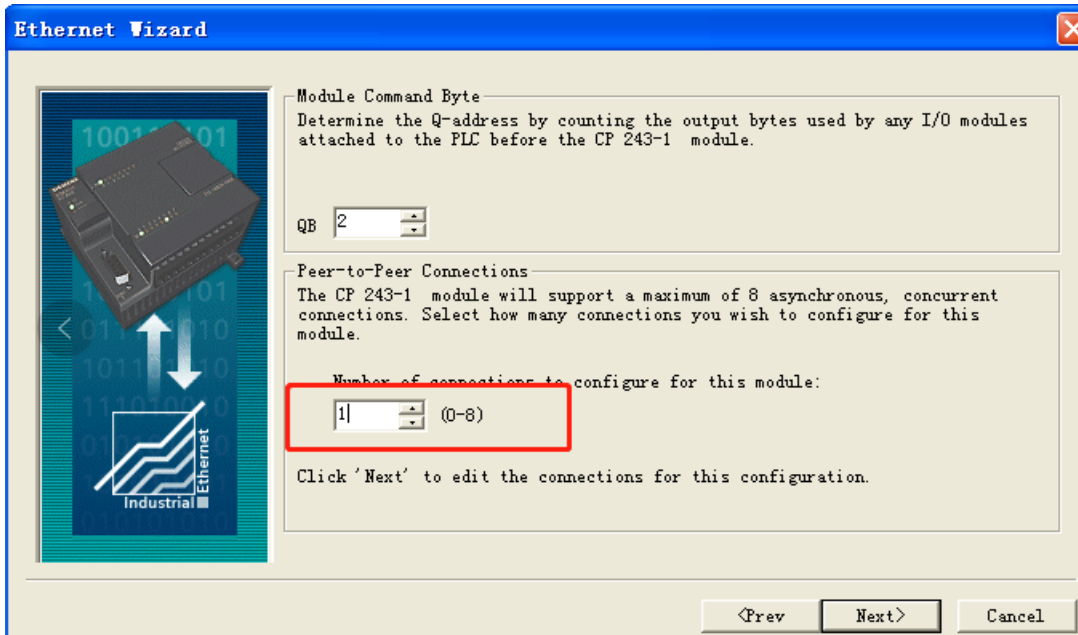 Ethernet Wizard
Module Command Byte
Determine the Q-address by counting the output bytes used by any I/O modules
attached to the PLC before the CP 243-1 module.
QB 2
Peer-to-Peer Connections
The CP 243-1 module will support a maximum of 8 asynchronous, concurrent
connections. Select how many connections you wish to configure for this
module.
Number of connections to configure for this module:
1 (0-8)
Click 'Next' to edit the connections for this configuration.
Industrial
Ethernet
<Prev
Next>
Cancel